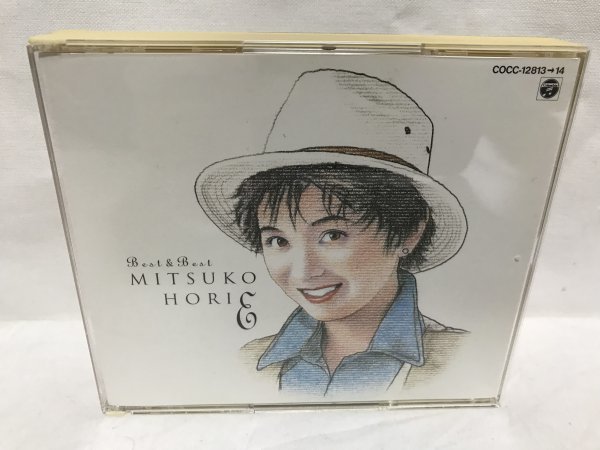 COCC-12813→14
Best & Best
MITSUKO
HORIE